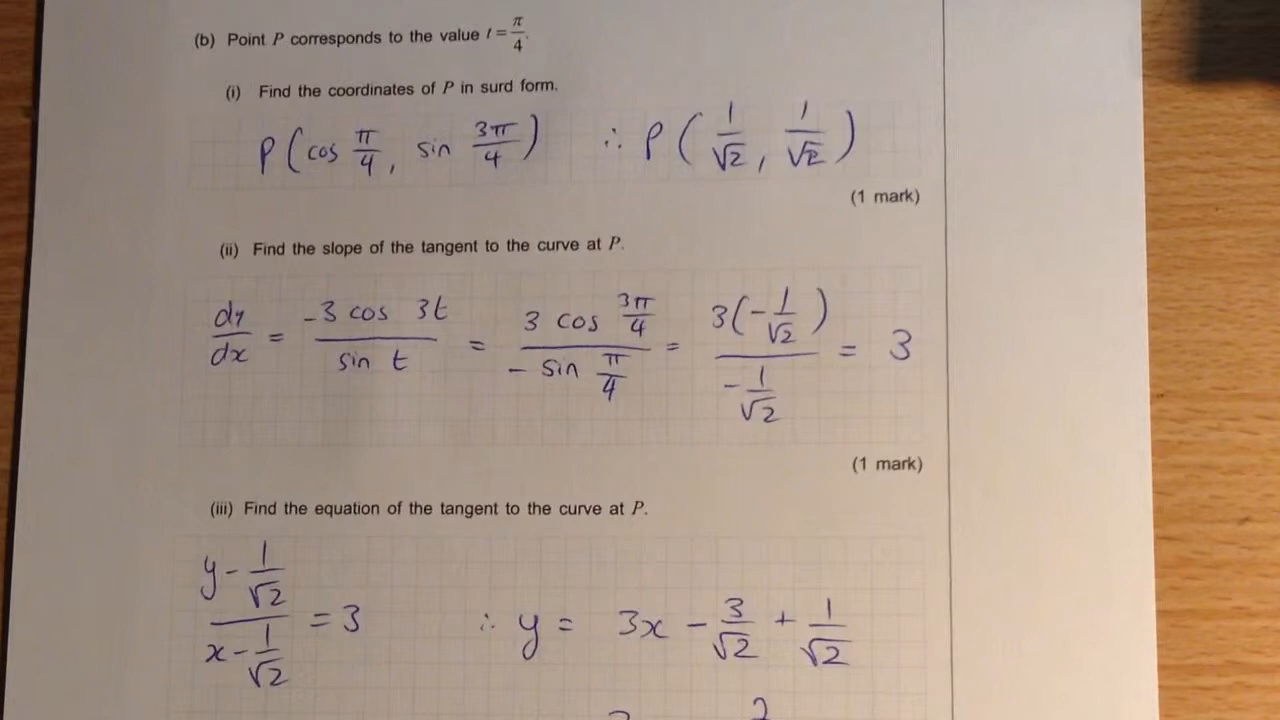 (b) Point P corresponds to the value t = π/4.
(i) Find the coordinates of P in surd form.
P(cos π/4, sin 3π/4) ∴ P(1/√2, 1/√2)
(1 mark)
(ii) Find the slope of the tangent to the curve at P.
dy/dx = -3 cos 3t / sin t = 3 cos 3π/4 / - sin π/4 = 3(-1/√2) / -1/√2 = 3
(1 mark)
(iii) Find the equation of the tangent to the curve at P.
y - 1/√2 / x - 1/√2 = 3 ∴ y = 3x - 3/√2 + 1/√2